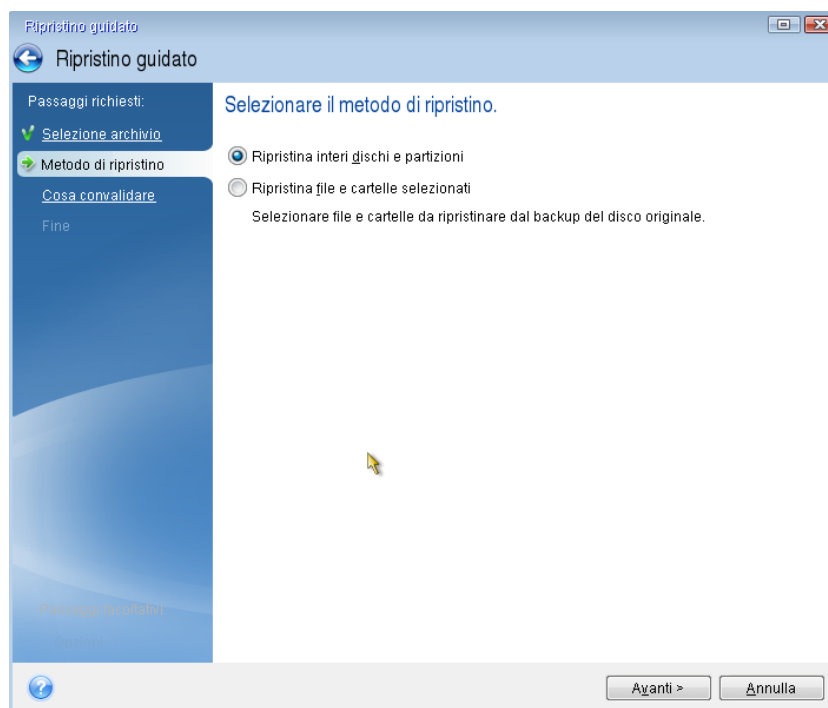 Ripristino guidato
Ripristino guidato
Passaggi richiesti:
Selezione archivio
Metodo di ripristino
Cosa convalidare
Fine
Selezionare il metodo di ripristino.
Ripristina interi dischi e partizioni
Ripristina file e cartelle selezionati
Selezionare file e cartelle da ripristinare dal backup del disco originale.
facoltativi:
Avanti >
Annulla